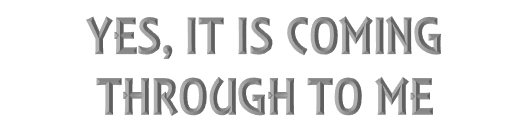 YES, IT IS COMING
THROUGH TO ME